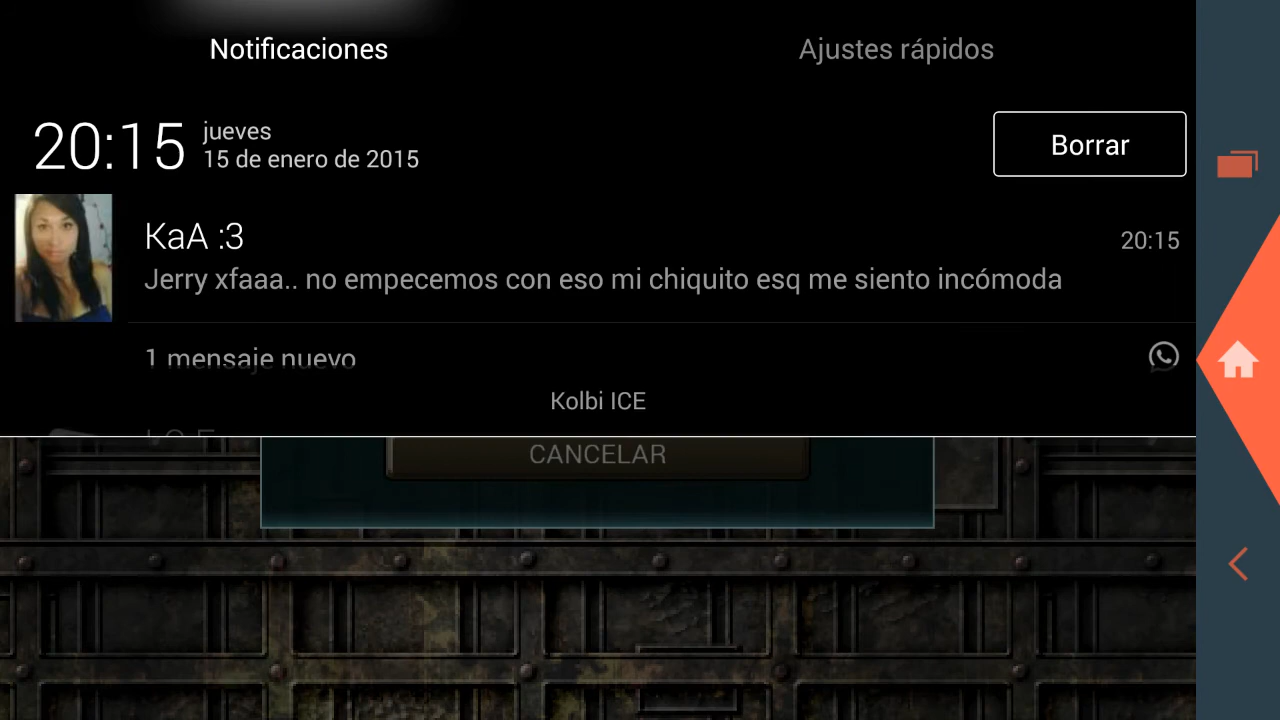 Notificaciones
Ajustes rápidos
20:15
jueves
15 de enero de 2015
Borrar
KaA :3
20:15
Jerry xfaaa.. no empecemos con eso mi chiquito esq me siento incómoda
1 mensaje nuevo
Kolbi ICE
CANCELAR